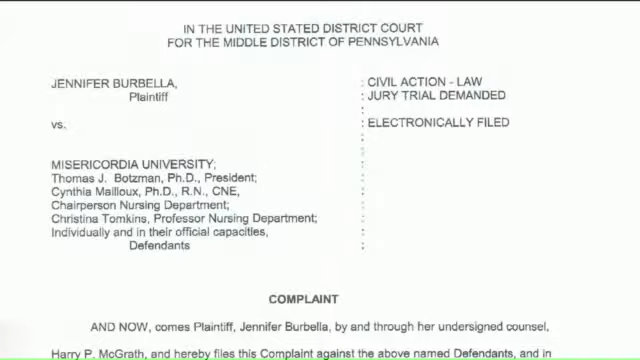 IN THE UNITED STATED DISTRICT COURT
FOR THE MIDDLE DISTRICT OF PENNSYLVANIA
JENNIFER BURBELLA, : CIVIL ACTION - LAW
Plaintiff : JURY TRIAL DEMANDED
:
vs. : ELECTRONICALLY FILED
:
:
MISERICORDIA UNIVERSITY; :
Thomas J. Botzman, Ph.D., President; :
Cynthia Mailloux, Ph.D., R.N., CNE, :
Chairperson Nursing Department; :
Christina Tomkins, Professor Nursing Department; :
Individually and in their official capacities, :
Defendants :
COMPLAINT
AND NOW, comes Plaintiff, Jennifer Burbella, by and through her undersigned counsel,
Harry P. McGrath, and hereby files this Complaint against the above named Defendants, and in